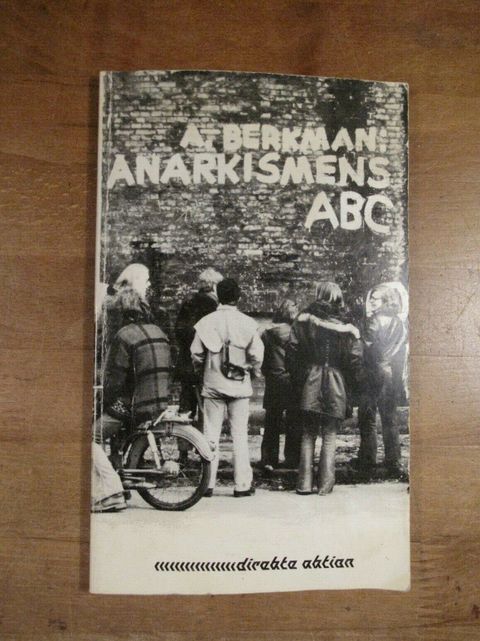 A. BERKMAN:
ANARKISMENS
ABC
direkte aktion